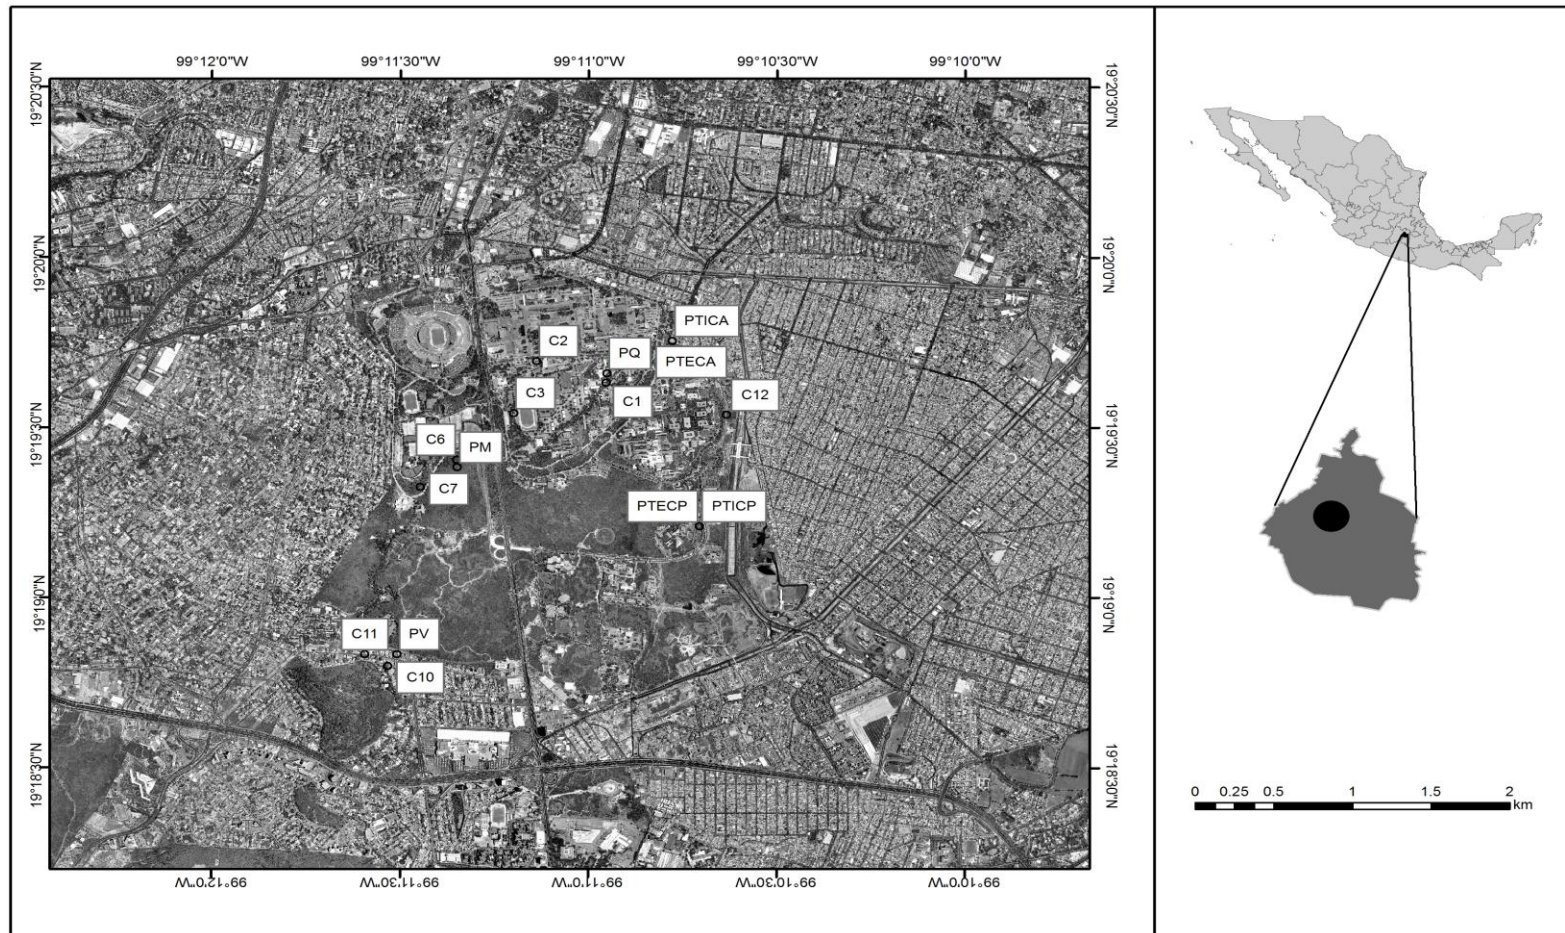 99°12'0"W 99°11'30"W 99°11'0"W 99°10'30"W 99°10'0"W
19°20'30"N
19°20'30"N
19°20'0"N
19°20'0"N
PTICA
C2
PQ
PTECA
C3
C1
C12
19°19'30"N
19°19'30"N
C6
PM
C7
PTECP
PTICP
19°19'0"N
19°19'0"N
C11
PV
C10
19°18'30"N
19°18'30"N
99°12'0"W 99°11'30"W 99°11'0"W 99°10'30"W 99°10'0"W
0 0.25 0.5 1 1.5 2
km